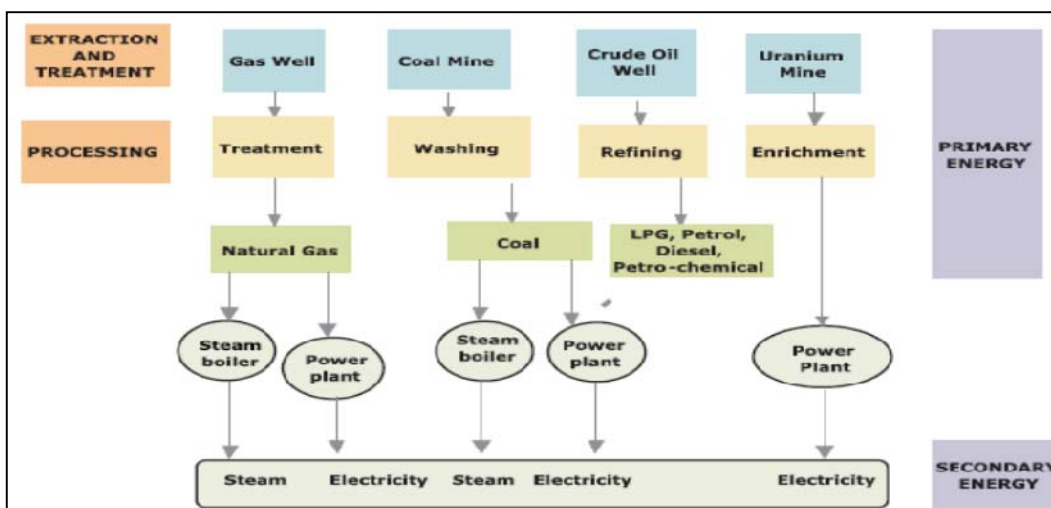 EXTRACTION
AND
TREATMENT
Gas Well
Coal Mine
Crude Oil
Well
Uranium
Mine
PROCESSING
Treatment
Washing
Refining
Enrichment
PRIMARY
ENERGY
Natural Gas
Coal
LPG, Petrol,
Diesel,
Petro-chemical
Steam
boiler
Power
plant
Steam
boiler
Power
plant
Power
Plant
Steam
Electricity
Steam
Electricity
Electricity
SECONDARY
ENERGY